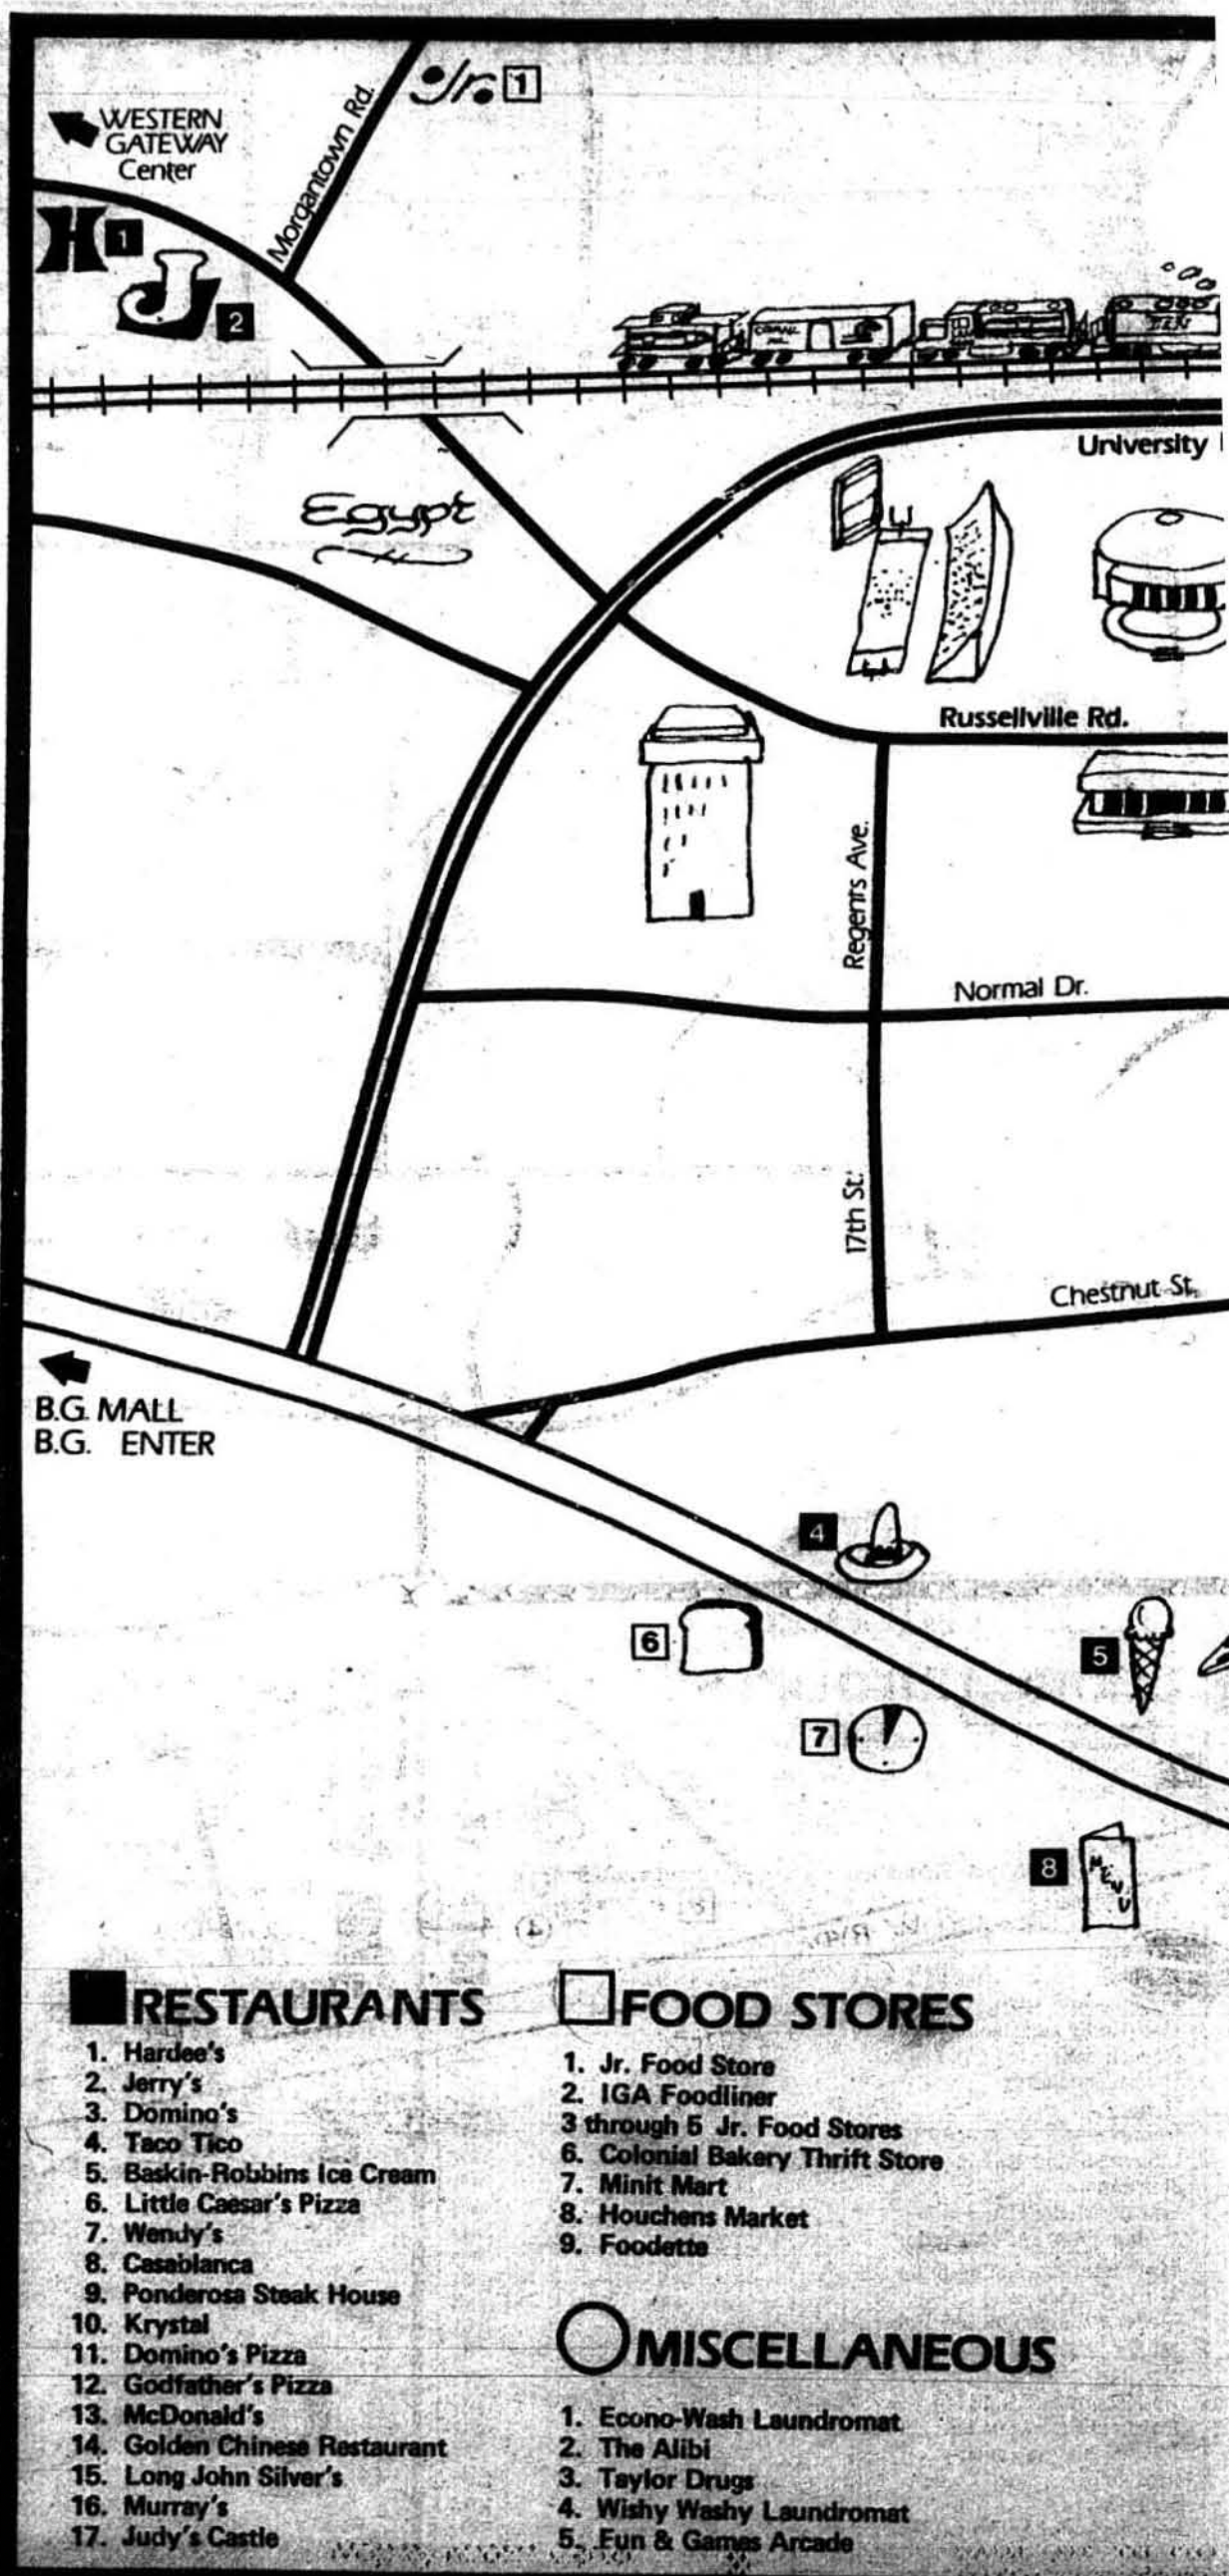 Jr. 1
WESTERN
GATEWAY
Center
Morgantown Rd.
H 1
J 2
University
Egypt
Russellville Rd.
Regents Ave.
Normal Dr.
17th St.
Chestnut St.
B.G. MALL
B.G. ENTER
4
6
5
7
8
MENU
RESTAURANTS
1. Hardee's
2. Jerry's
3. Domino's
4. Taco Tico
5. Baskin-Robbins Ice Cream
6. Little Caesar's Pizza
7. Wendy's
8. Casablanca
9. Ponderosa Steak House
10. Krystal
11. Domino's Pizza
12. Godfather's Pizza
13. McDonald's
14. Golden Chinese Restaurant
15. Long John Silver's
16. Murray's
17. Judy's Castle
FOOD STORES
1. Jr. Food Store
2. IGA Foodliner
3 through 5 Jr. Food Stores
6. Colonial Bakery Thrift Store
7. Minit Mart
8. Houchens Market
9. Foodette
MISCELLANEOUS
1. Econo-Wash Laundromat
2. The Alibi
3. Taylor Drugs
4. Wishy Washy Laundromat
5. Fun & Games Arcade